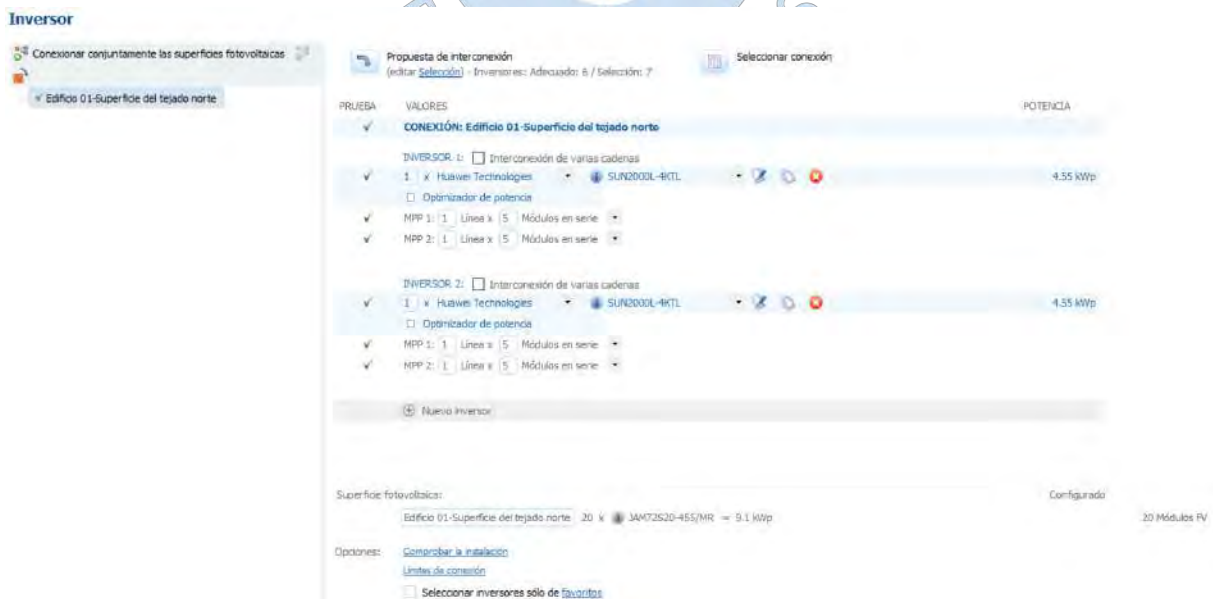 Inversor
Conexionar conjuntamente las superficies fotovoltaicas
Edificio 01-Superficie del tejado norte
Propuesta de interconexión
(editar Selección) - Inversores: Adecuado: 6 / Selección: 7
Seleccionar conexión
PRUEBA VALORES POTENCIA
CONEXIÓN: Edificio 01-Superficie del tejado norte
INVERSOR 1: Interconexión de varias cadenas
1 x Huawei Technologies SUN2000L-4KTL 4.55 kWp
Optimizador de potencia
MPP 1: 1 Línea x 5 Módulos en serie
MPP 2: 1 Línea x 5 Módulos en serie
INVERSOR 2: Interconexión de varias cadenas
1 x Huawei Technologies SUN2000L-4KTL 4.55 kWp
Optimizador de potencia
MPP 1: 1 Línea x 5 Módulos en serie
MPP 2: 1 Línea x 5 Módulos en serie
Nuevo inversor
Superficie fotovoltaica: Configurado
Edificio 01-Superficie del tejado norte 20 x JAM72S20-455/MR = 9.1 kWp 20 Módulos FV
Opciones: Comprobar la instalación
Límites de conexión
Seleccionar inversores sólo de favoritos